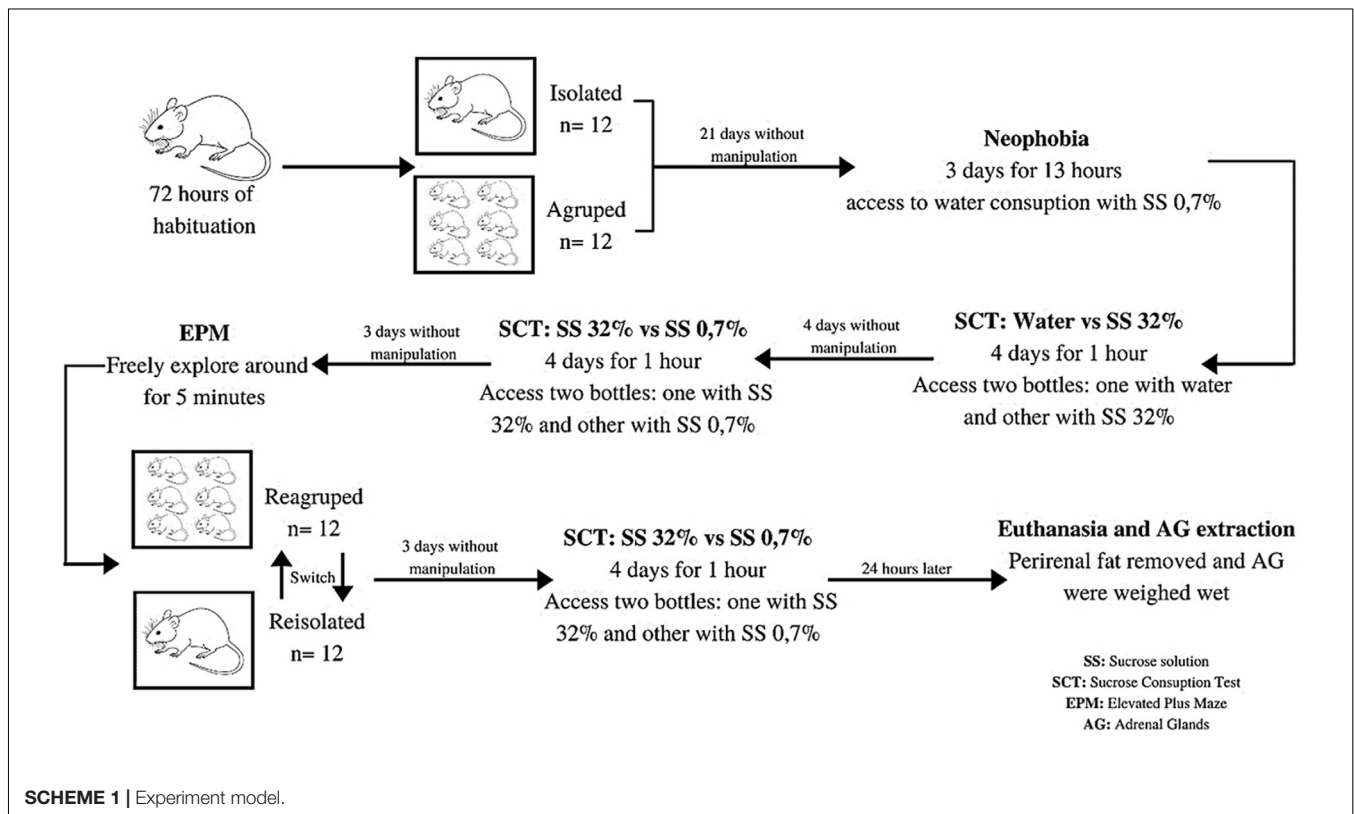 72 hours of
habituation
Isolated
n= 12
Agruped
n= 12
21 days without
manipulation
Neophobia
3 days for 13 hours
access to water consuption with SS 0,7%
SCT: Water vs SS 32%
4 days for 1 hour
Access two bottles: one with water
and other with SS 32%
4 days without
manipulation
SCT: SS 32% vs SS 0,7%
4 days for 1 hour
Access two bottles: one with SS
32% and other with SS 0,7%
3 days without
manipulation
EPM
Freely explore around
for 5 minutes
Reagruped
n= 12
Switch
Reisolated
n= 12
3 days without
manipulation
SCT: SS 32% vs SS 0,7%
4 days for 1 hour
Access two bottles: one with SS
32% and other with SS 0,7%
24 hours later
Euthanasia and AG extraction
Perirenal fat removed and AG
were weighed wet
SS: Sucrose solution
SCT: Sucrose Consuption Test
EPM: Elevated Plus Maze
AG: Adrenal Glands
SCHEME 1 | Experiment model.